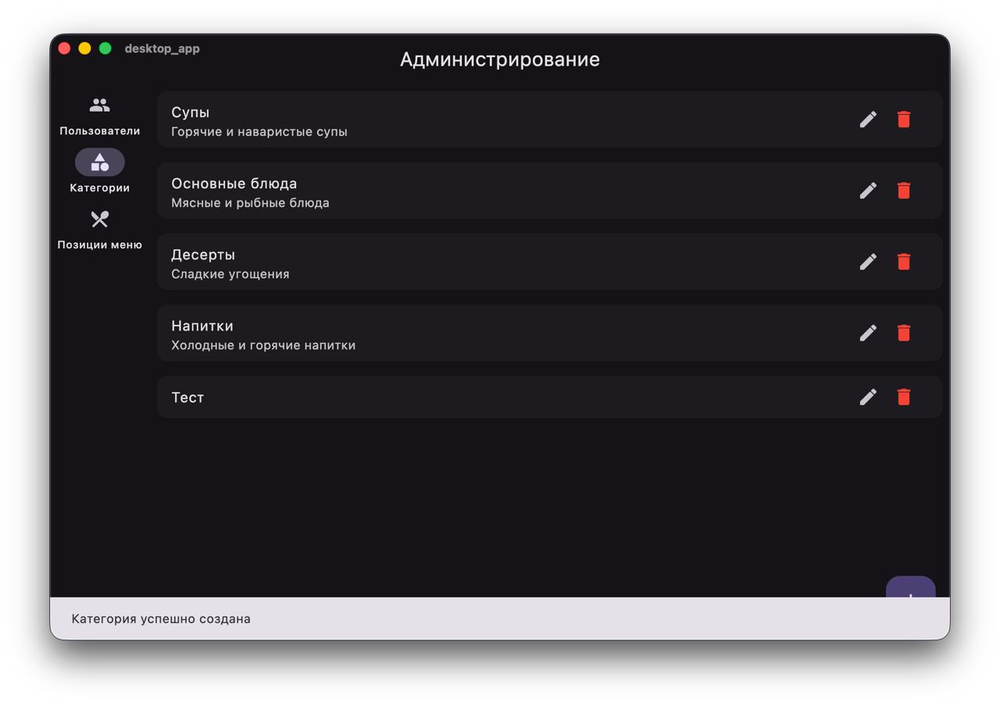 desktop_app
Администрирование
Пользователи
Категории
Позиции меню
Супы
Горячие и наваристые супы
Основные блюда
Мясные и рыбные блюда
Десерты
Сладкие угощения
Напитки
Холодные и горячие напитки
Тест
Категория успешно создана